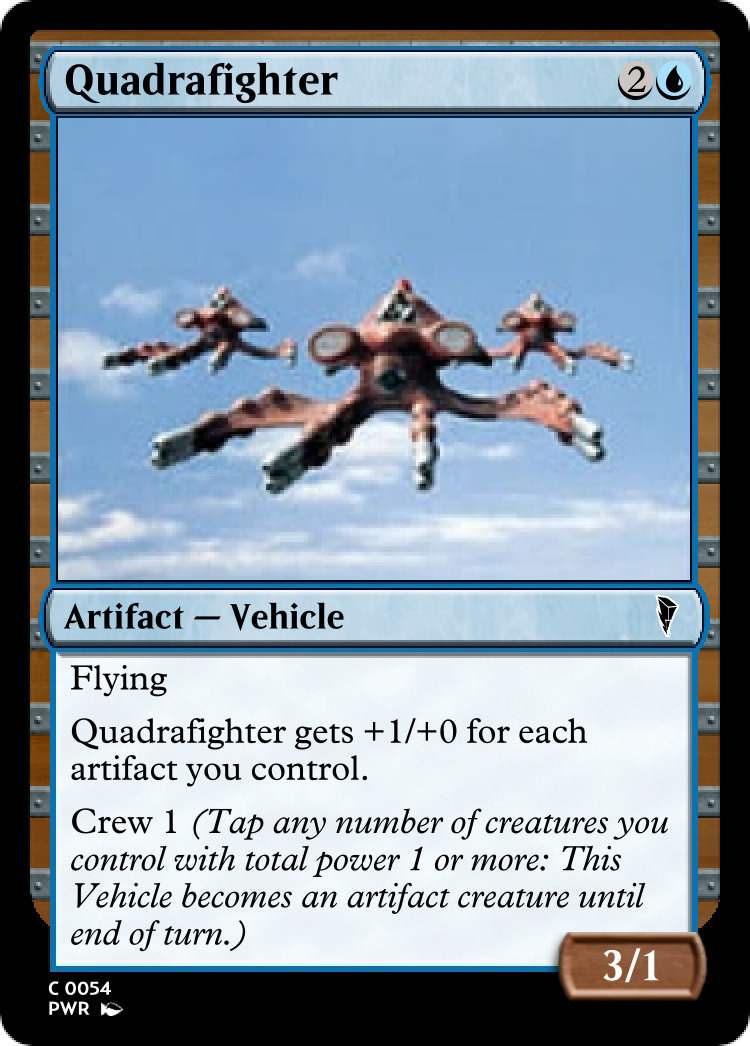 Quadrafighter 2
Artifact — Vehicle
Flying
Quadrafighter gets +1/+0 for each
artifact you control.
Crew 1 (Tap any number of creatures you
control with total power 1 or more: This
Vehicle becomes an artifact creature until
end of turn.)
3/1
C 0054
PWR